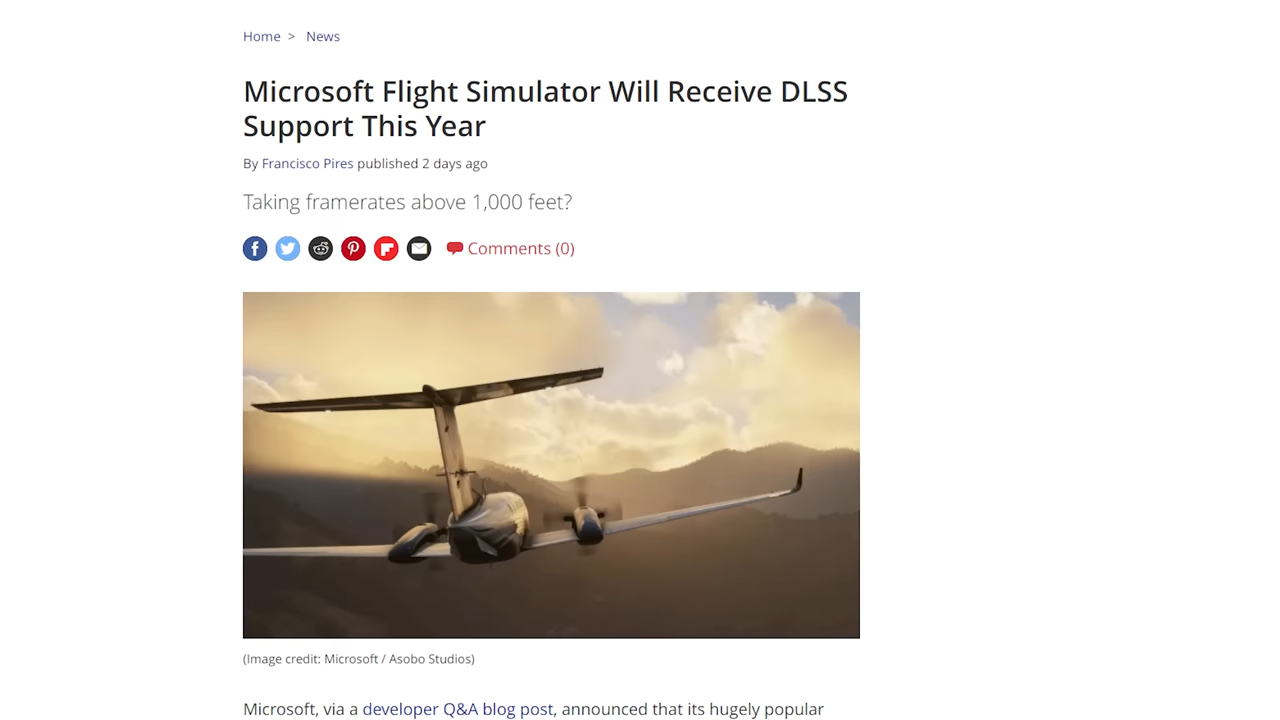 Home > News
Microsoft Flight Simulator Will Receive DLSS
Support This Year
By Francisco Pires published 2 days ago
Taking framerates above 1,000 feet?
Comments (0)
(Image credit: Microsoft / Asobo Studios)
Microsoft, via a developer Q&A blog post, announced that its hugely popular